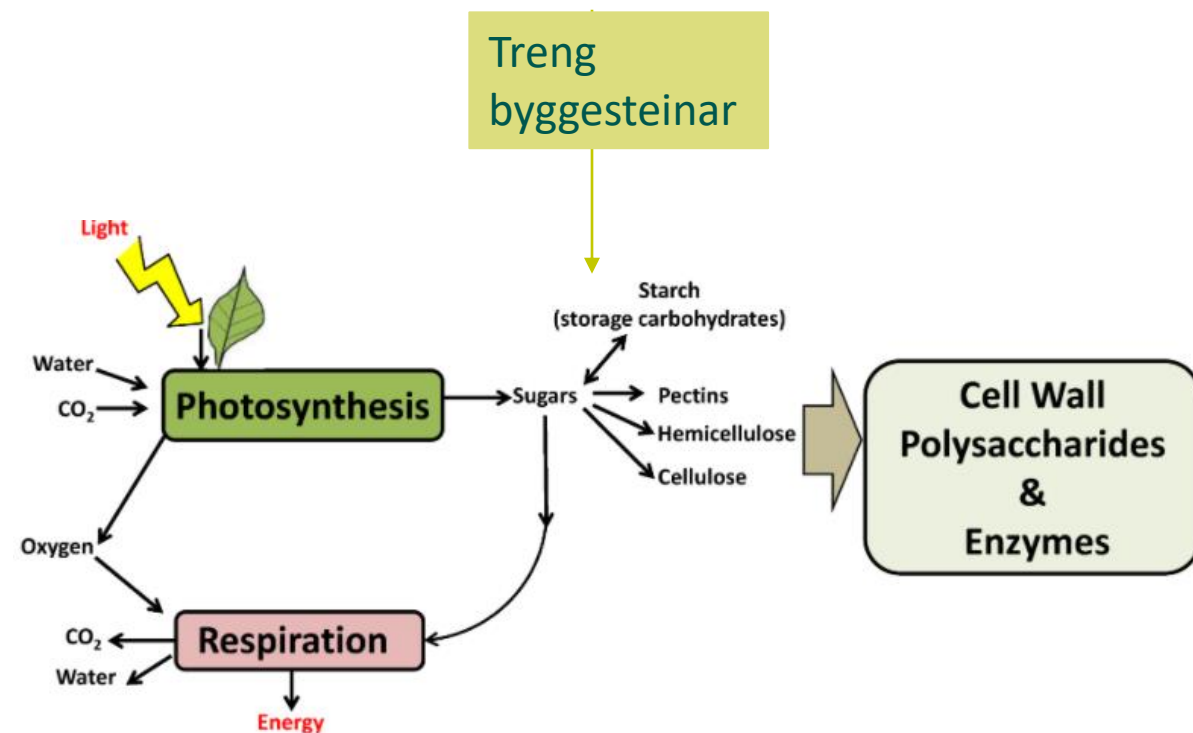 Treng
byggesteinar
Light
Starch
(storage carbohydrates)
Water
CO₂
Photosynthesis
Sugars
Pectins
Hemicellulose
Cellulose
Cell Wall
Polysaccharides
&
Enzymes
Oxygen
CO₂
Respiration
Water
Energy